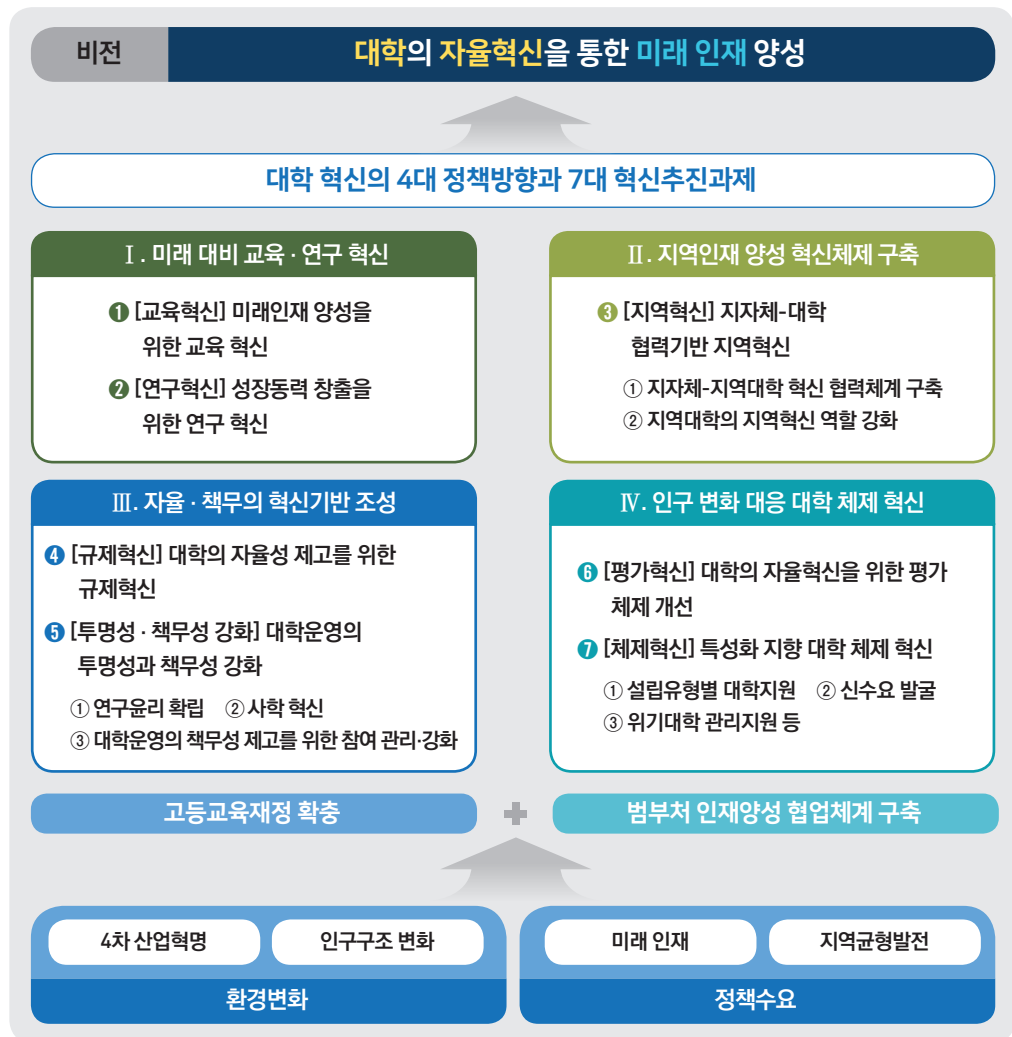 비전
대학의 자율혁신을 통한 미래 인재 양성
대학 혁신의 4대 정책방향과 7대 혁신추진과제
Ⅰ. 미래 대비 교육 · 연구 혁신
❶ [교육혁신] 미래인재 양성을
위한 교육 혁신
❷ [연구혁신] 성장동력 창출을
위한 연구 혁신
Ⅱ. 지역인재 양성 혁신체제 구축
❸ [지역혁신] 지자체-대학
협력기반 지역혁신
① 지자체-지역대학 혁신 협력체계 구축
② 지역대학의 지역혁신 역할 강화
Ⅲ. 자율 · 책무의 혁신기반 조성
❹ [규제혁신] 대학의 자율성 제고를 위한
규제혁신
❺ [투명성 · 책무성 강화] 대학운영의
투명성과 책무성 강화
① 연구윤리 확립 ② 사학 혁신
③ 대학운영의 책무성 제고를 위한 참여 관리·강화
Ⅳ. 인구 변화 대응 대학 체제 혁신
❻ [평가혁신] 대학의 자율혁신을 위한 평가
체제 개선
❼ [체제혁신] 특성화 지향 대학 체제 혁신
① 설립유형별 대학지원 ② 신수요 발굴
③ 위기대학 관리지원 등
고등교육재정 확충
범부처 인재양성 협업체계 구축
4차 산업혁명
인구구조 변화
환경변화
미래 인재
지역균형발전
정책수요